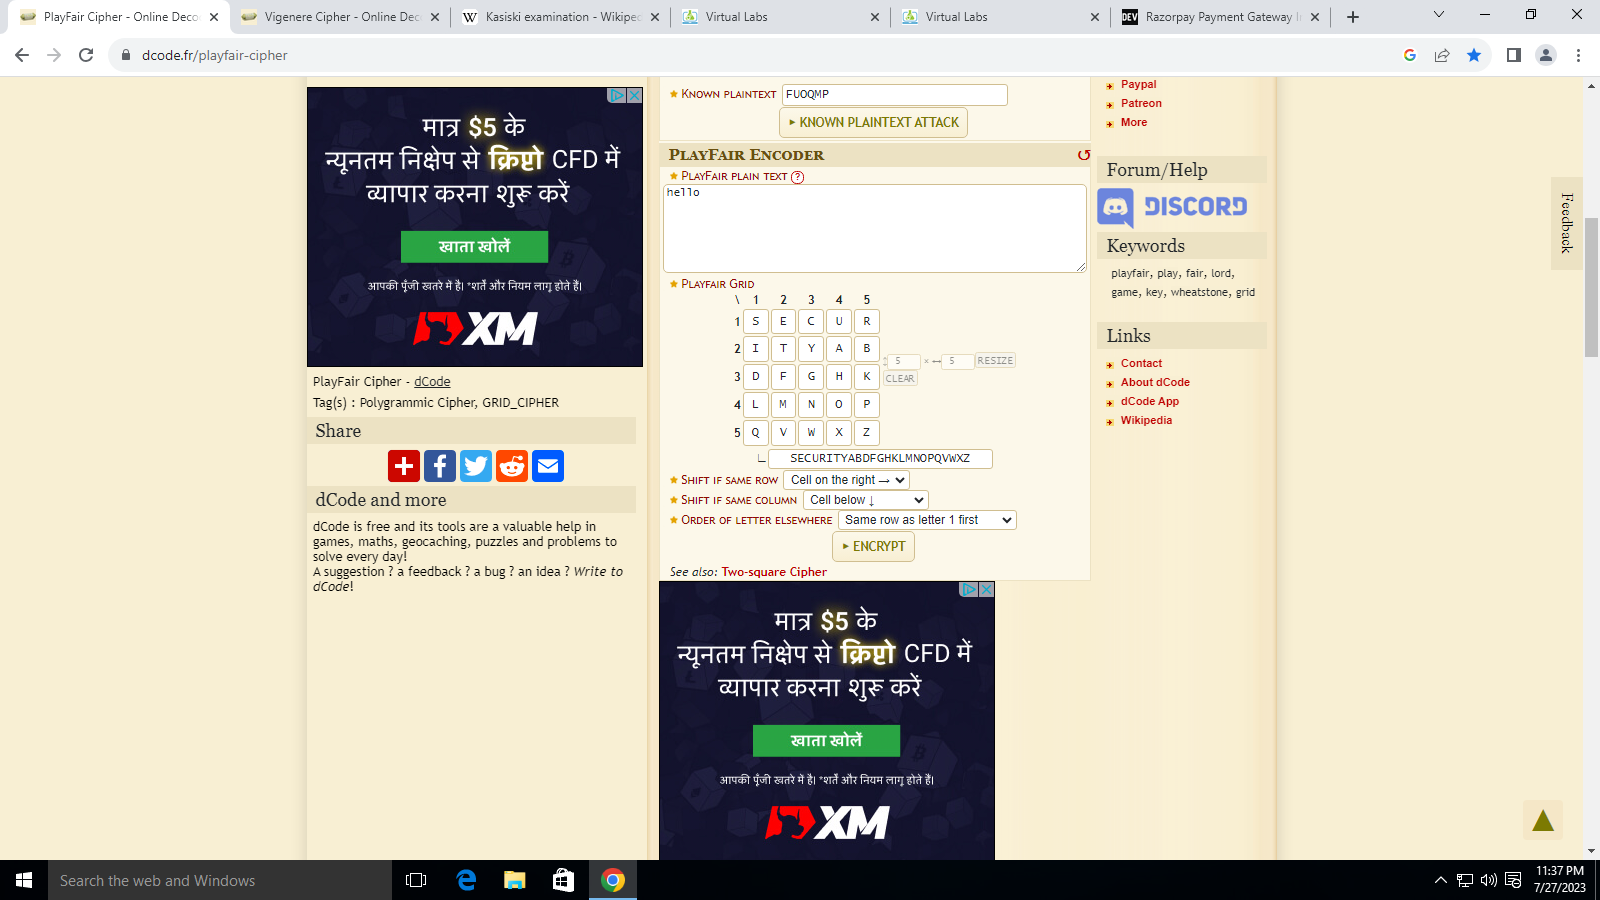 PlayFair Cipher - Online Deco
Vigenere Cipher - Online Dec
Kasiski examination - Wikiped
Virtual Labs
Virtual Labs
Razorpay Payment Gateway I
dcode.fr/playfair-cipher
मात्र $5 के
न्यूनतम निक्षेप से क्रिप्टो CFD में
व्यापार करना शुरू करें
खाता खोलें
आपकी पूँजी खतरे में है। *शर्तें और नियम लागू होते हैं।
XM
PlayFair Cipher - dCode
Tag(s) : Polygrammic Cipher, GRID_CIPHER
Share
dCode and more
dCode is free and its tools are a valuable help in
games, maths, geocaching, puzzles and problems to
solve every day!
A suggestion ? a feedback ? a bug ? an idea ? Write to
dCode!
★ Known plaintext FUOQMP
► KNOWN PLAINTEXT ATTACK
PlayFair Encoder
★ PlayFair plain text ?
hello
★ Playfair Grid
\ 1 2 3 4 5
1 S E C U R
2 I T Y A B
3 D F G H K
4 L M N O P
5 Q V W X Z
↕ 5 × ↔ 5 RESIZE
CLEAR
∟ SECURITYABDFGHKLMNOPQVWXZ
★ Shift if same row Cell on the right →
★ Shift if same column Cell below ↓
★ Order of letter elsewhere Same row as letter 1 first
► ENCRYPT
See also: Two-square Cipher
मात्र $5 के
न्यूनतम निक्षेप से क्रिप्टो CFD में
व्यापार करना शुरू करें
खाता खोलें
आपकी पूँजी खतरे में है। *शर्तें और नियम लागू होते हैं।
XM
Paypal
Patreon
More
Forum/Help
DISCORD
Keywords
playfair, play, fair, lord,
game, key, wheatstone, grid
Links
Contact
About dCode
dCode App
Wikipedia
Feedback
▲
Search the web and Windows
11:37 PM
7/27/2023